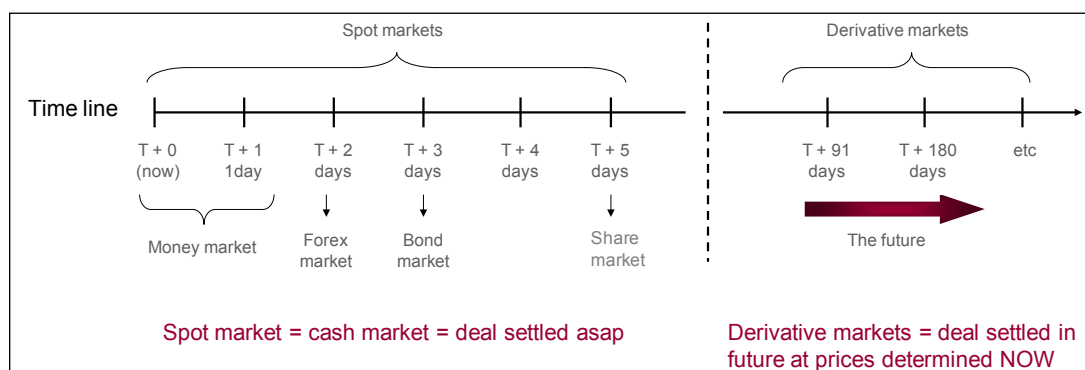 Spot markets
Derivative markets
Time line
T + 0
(now)
T + 1
1day
T + 2
days
T + 3
days
T + 4
days
T + 5
days
T + 91
days
T + 180
days
etc
Money market
Forex
market
Bond
market
Share
market
The future
Spot market = cash market = deal settled asap
Derivative markets = deal settled in
future at prices determined NOW